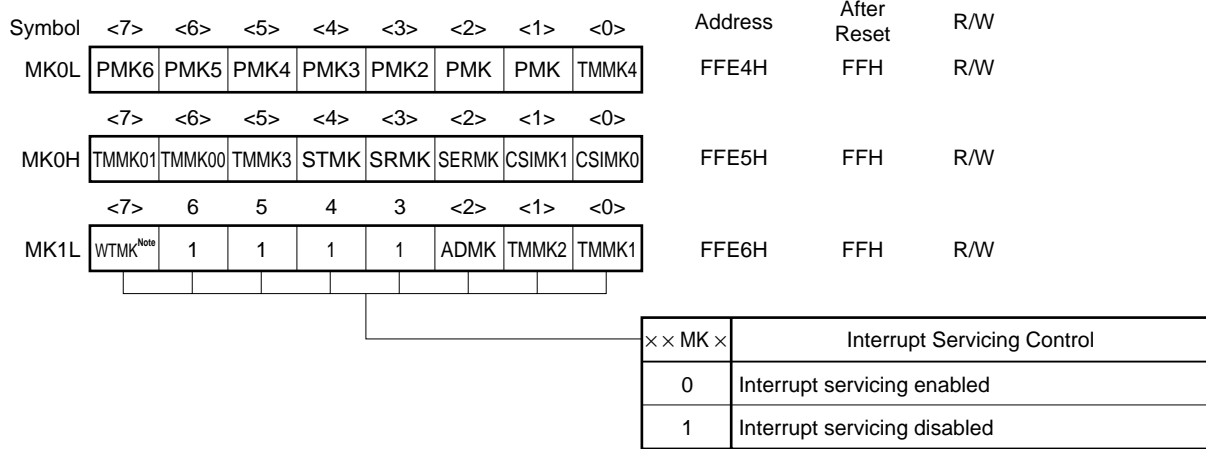 Symbol <7> <6> <5> <4> <3> <2> <1> <0> Address After Reset R/W
MK0L PMK6 PMK5 PMK4 PMK3 PMK2 PMK PMK TMMK4 FFE4H FFH R/W
<7> <6> <5> <4> <3> <2> <1> <0>
MK0H TMMK01 TMMK00 TMMK3 STMK SRMK SERMK CSIMK1 CSIMK0 FFE5H FFH R/W
<7> 6 5 4 3 <2> <1> <0>
MK1L WTMK Note 1 1 1 1 ADMK TMMK2 TMMK1 FFE6H FFH R/W
× × MK × Interrupt Servicing Control
0 Interrupt servicing enabled
1 Interrupt servicing disabled